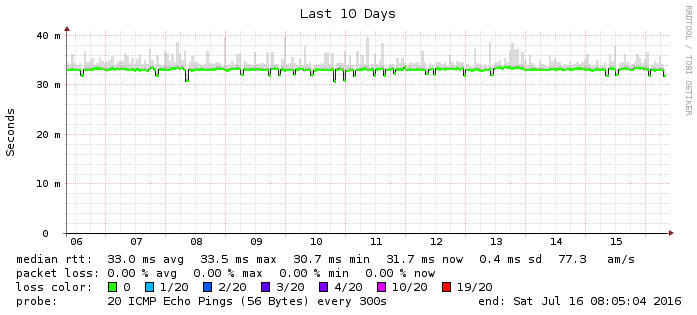 Last 10 Days
RRDTOOL / TOBI OETIKER
Seconds
40 m
30 m
20 m
10 m
0
06 07 08 09 10 11 12 13 14 15
median rtt: 33.0 ms avg 33.5 ms max 30.7 ms min 31.7 ms now 0.4 ms sd 77.3 am/s
packet loss: 0.00 % avg 0.00 % max 0.00 % min 0.00 % now
loss color: 0 1/20 2/20 3/20 4/20 10/20 19/20
probe: 20 ICMP Echo Pings (56 Bytes) every 300s end: Sat Jul 16 08:05:04 2016